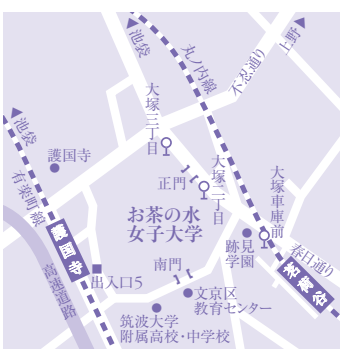 池袋
丸ノ内線
不忍通り
上野
大塚三丁目
池袋
護国寺
有楽町線
正門
大塚二丁目
大塚車庫前
お茶の水
女子大学
跡見
学園
春日通り
護国寺
茗荷谷
高速道路
出入口5
南門
文京区
教育センター
筑波大学
附属高校・中学校